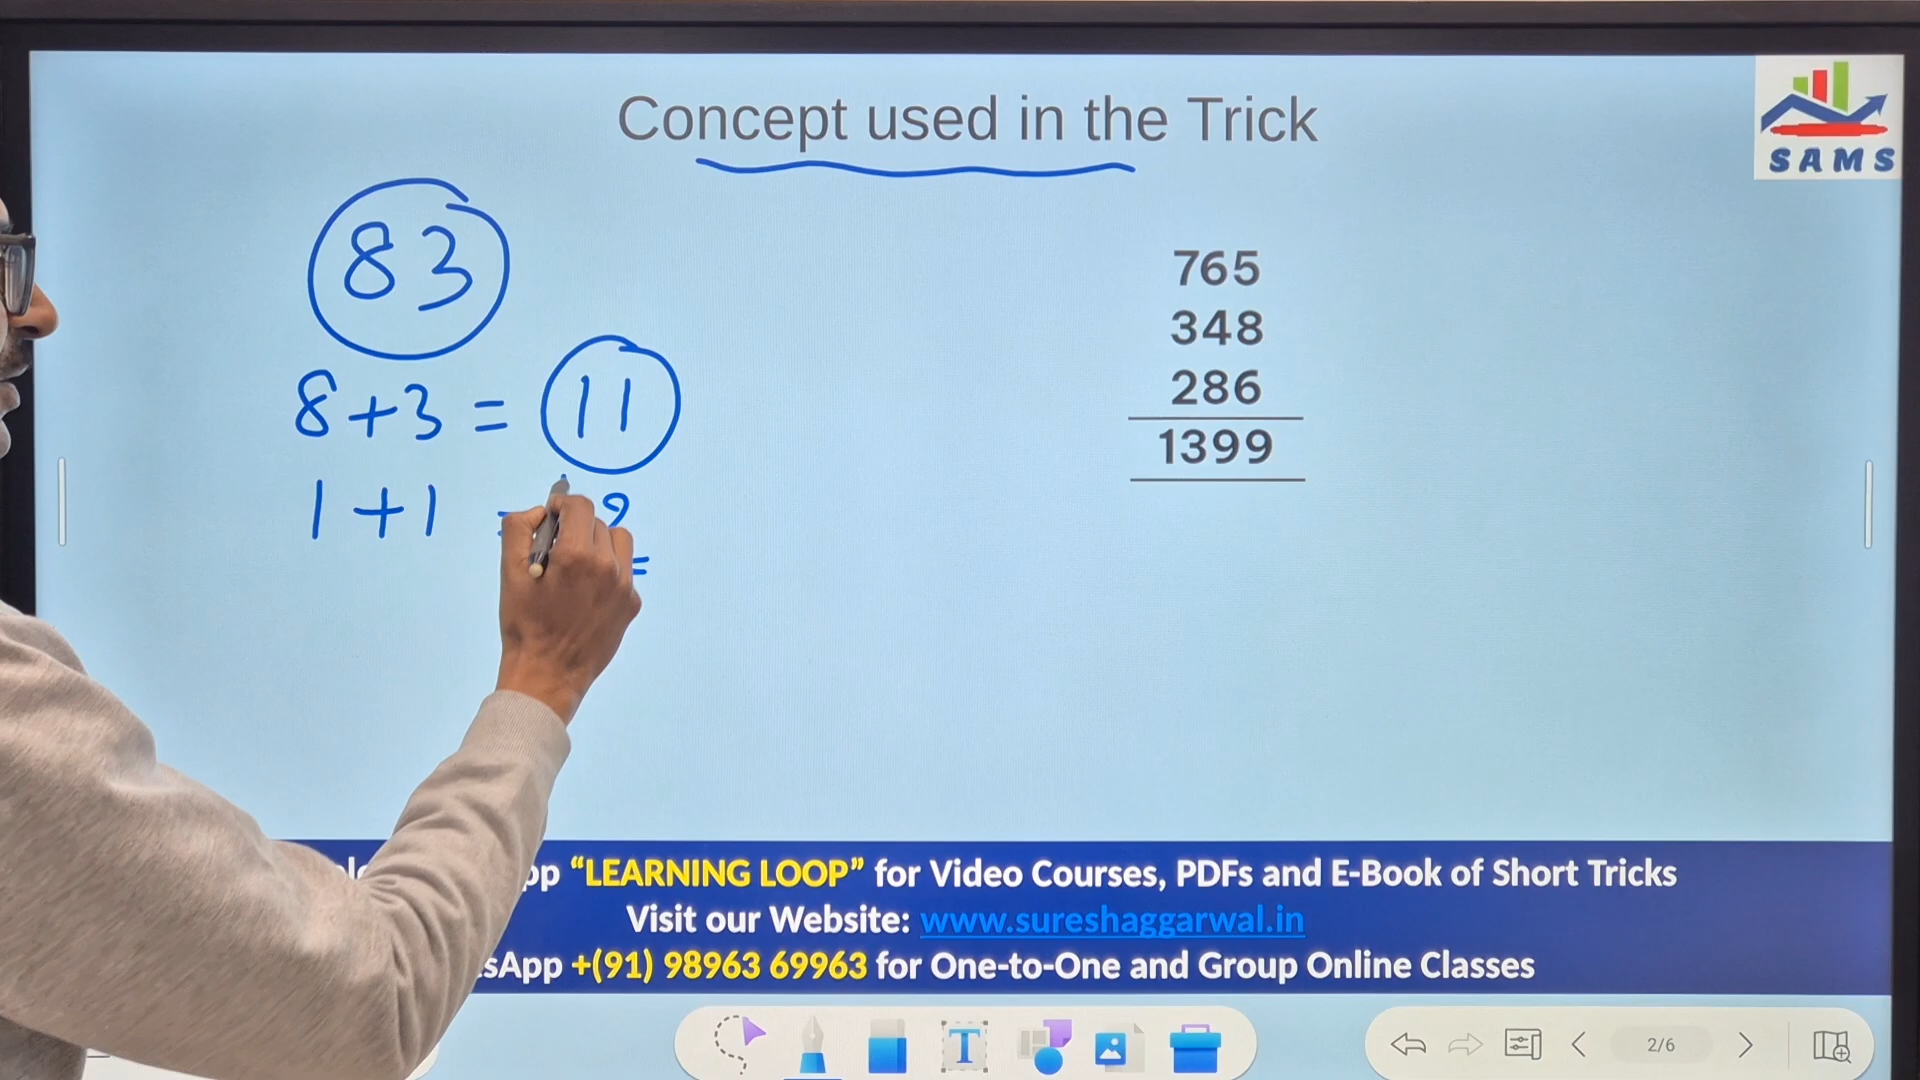 Concept used in the Trick
SAMS
83
8+3 = 11
1+1 = 2
765
348
286
1399
"LEARNING LOOP" for Video Courses, PDFs and E-Book of Short Tricks
Visit our Website: www.sureshaggarwal.in
+(91) 98963 69963 for One-to-One and Group Online Classes
T
2/6